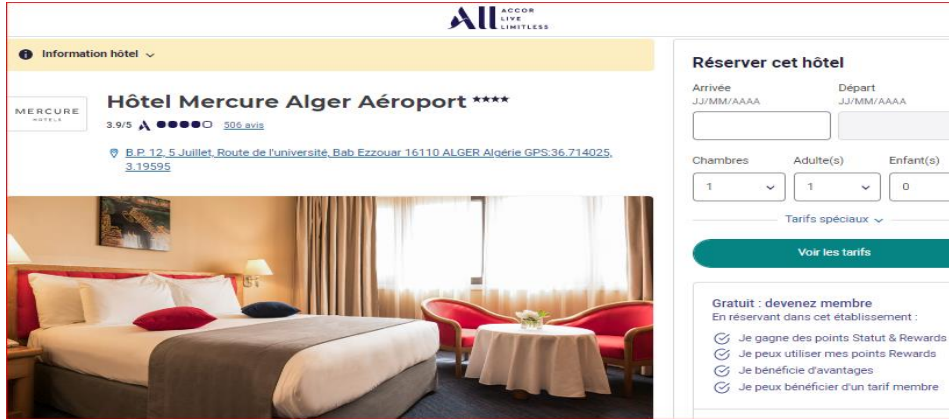 ALL ACCOR LIVE LIMITLESS
Information hôtel
MERCURE
HOTELS
Hôtel Mercure Alger Aéroport ****
3.9/5 506 avis
B.P. 12, 5 Juillet, Route de l'université, Bab Ezzouar 16110 ALGER Algérie GPS:36.714025,
3.19595
Réserver cet hôtel
Arrivée Départ
JJ/MM/AAAA JJ/MM/AAAA
Chambres Adulte(s) Enfant(s)
1 1 0
Tarifs spéciaux
Voir les tarifs
Gratuit : devenez membre
En réservant dans cet établissement :
Je gagne des points Statut & Rewards
Je peux utiliser mes points Rewards
Je bénéficie d'avantages
Je peux bénéficier d'un tarif membre